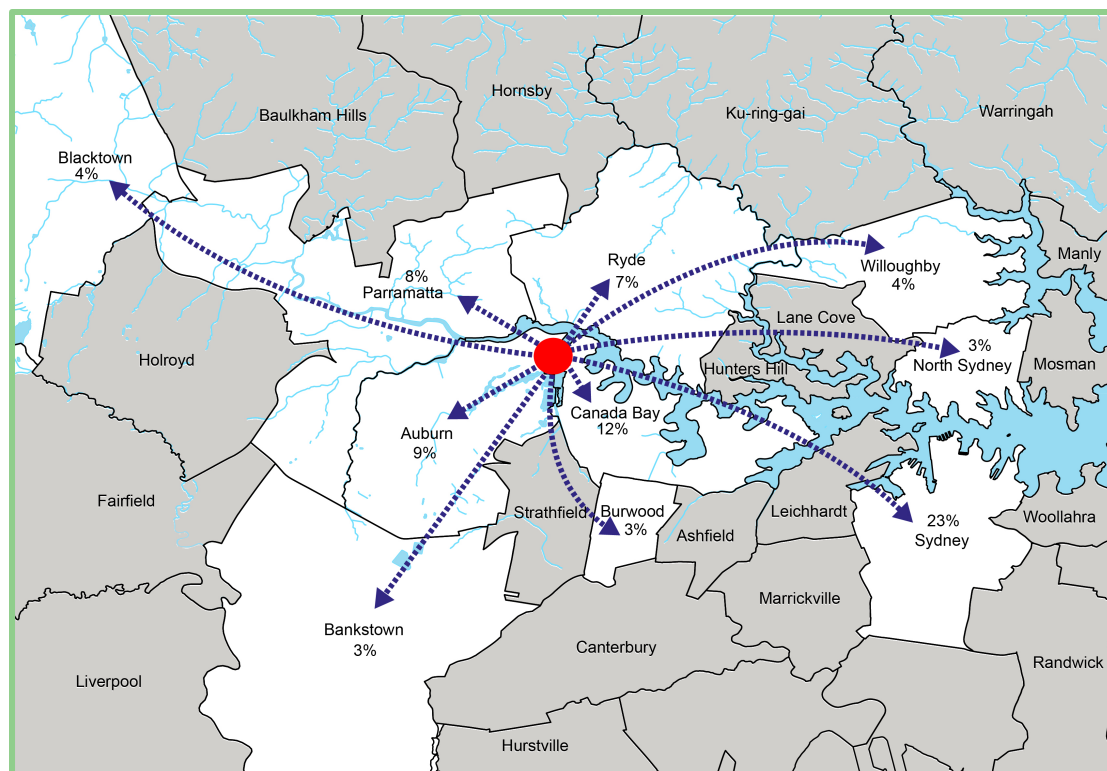 Hornsby
Baulkham Hills
Ku-ring-gai
Warringah
Blacktown
4%
Manly
Ryde
7%
Willoughby
4%
8%
Parramatta
Lane Cove
3%
North Sydney
Holroyd
Hunters Hill
Mosman
Canada Bay
12%
Auburn
9%
Fairfield
Strathfield
Burwood
3%
Leichhardt
Ashfield
23%
Sydney
Woollahra
Marrickville
Bankstown
3%
Canterbury
Randwick
Liverpool
Hurstville